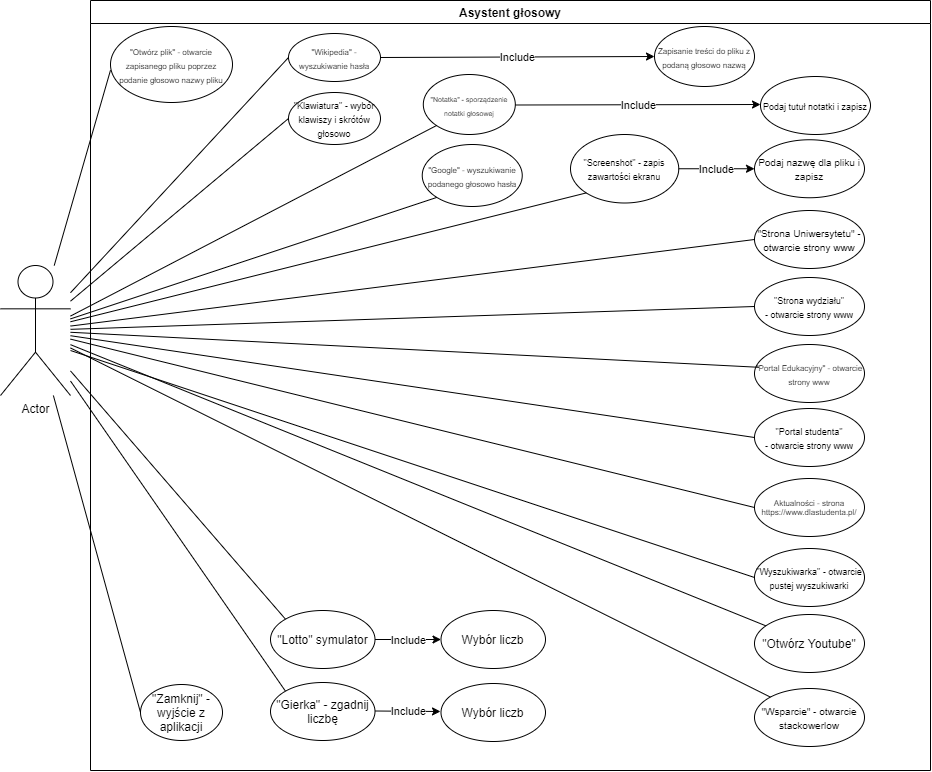 Asystent głosowy
"Otwórz plik" - otwarcie
zapisanego pliku poprzez
podanie głosowo nazwy pliku
"Wikipedia" -
wyszukiwanie hasła
Include
Zapisanie treści do pliku z
podaną głosowo nazwą
"Klawiatura" - wybór
klawiszy i skrótów
głosowo
"Notatka" - sporządzenie
notatki głosowej
Include
Podaj tutuł notatki i zapisz
"Google" - wyszukiwanie
podanego głosowo hasła
"Screenshot" - zapis
zawartości ekranu
Include
Podaj nazwę dla pliku i
zapisz
"Strona Uniwersytetu" -
otwarcie strony www
"Strona wydziału"
- otwarcie strony www
"Portal Edukacyjny" - otwarcie
strony www
Actor
"Portal studenta"
- otwarcie strony www
Aktualności - strona
https://www.dlastudenta.pl/
"Wyszukiwarka" - otwarcie
pustej wyszukiwarki
"Lotto" symulator
Include
Wybór liczb
"Otwórz Youtube"
"Zamknij" -
wyjście z
aplikacji
"Gierka" - zgadnij
liczbę
Include
Wybór liczb
"Wsparcie" - otwarcie
stackowerlow